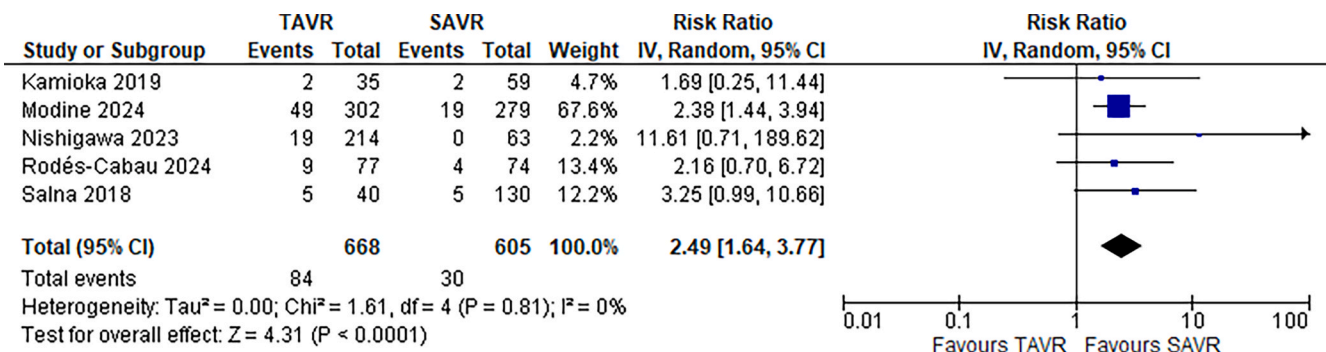 TAVR SAVR Risk Ratio Risk Ratio
Study or Subgroup Events Total Events Total Weight IV, Random, 95% CI IV, Random, 95% CI
Kamioka 2019 2 35 2 59 4.7% 1.69 [0.25, 11.44]
Modine 2024 49 302 19 279 67.6% 2.38 [1.44, 3.94]
Nishigawa 2023 19 214 0 63 2.2% 11.61 [0.71, 189.62]
Rodés-Cabau 2024 9 77 4 74 13.4% 2.16 [0.70, 6.72]
Salna 2018 5 40 5 130 12.2% 3.25 [0.99, 10.66]
Total (95% CI) 668 605 100.0% 2.49 [1.64, 3.77]
Total events 84 30
Heterogeneity: Tau² = 0.00; Chi² = 1.61, df = 4 (P = 0.81); I² = 0%
Test for overall effect: Z = 4.31 (P < 0.0001)
0.01 0.1 1 10 100
Favours TAVR Favours SAVR